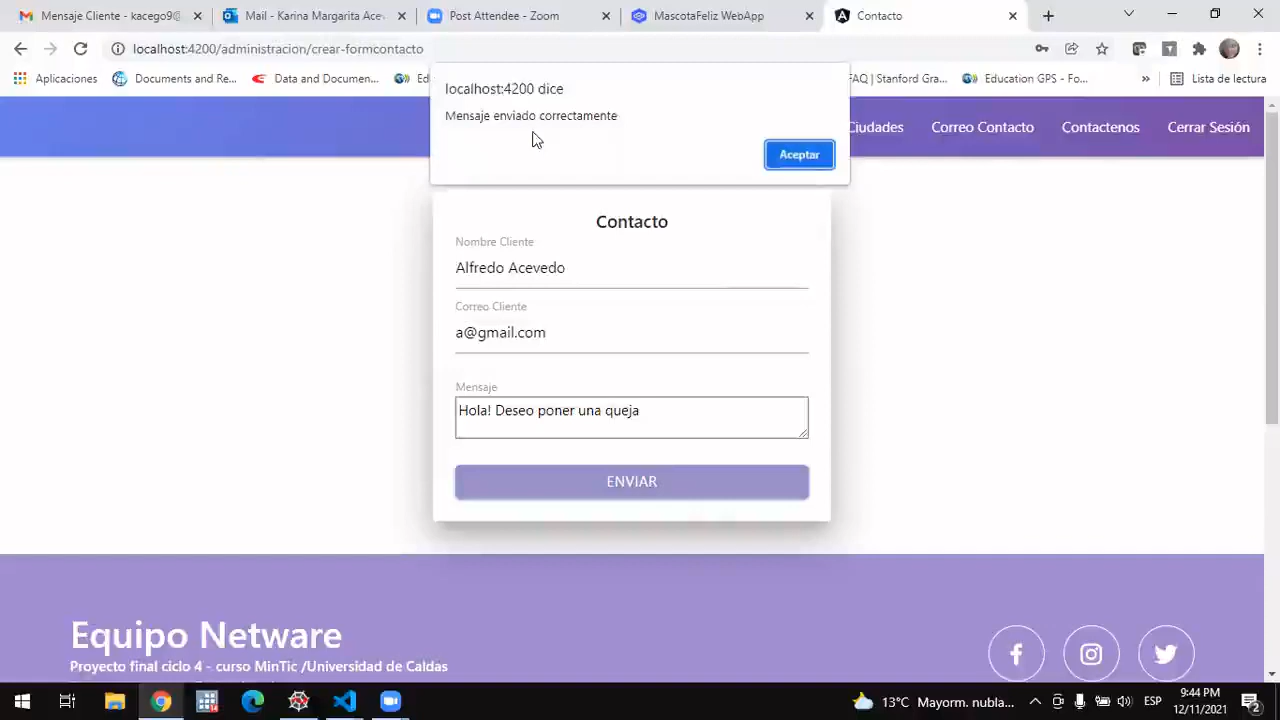 Mensaje Cliente - kacego9@
Mail - Karina Margarita Ace
Post Attendee - Zoom
MascotaFeliz WebApp
Contacto
localhost:4200/administracion/crear-formcontacto
Aplicaciones
Documents and Re...
Data and Documen...
Ed
FAQ | Stanford Gra...
Education GPS - Fo...
»
Lista de lectura
localhost:4200 dice
Mensaje enviado correctamente
Aceptar
Ciudades
Correo Contacto
Contactenos
Cerrar Sesión
Contacto
Nombre Cliente
Alfredo Acevedo
Correo Cliente
a@gmail.com
Mensaje
Hola! Deseo poner una queja
ENVIAR
Equipo Netware
Proyecto final ciclo 4 - curso MinTic /Universidad de Caldas
13°C Mayorm. nubla...
ESP
9:44 PM
12/11/2021
2